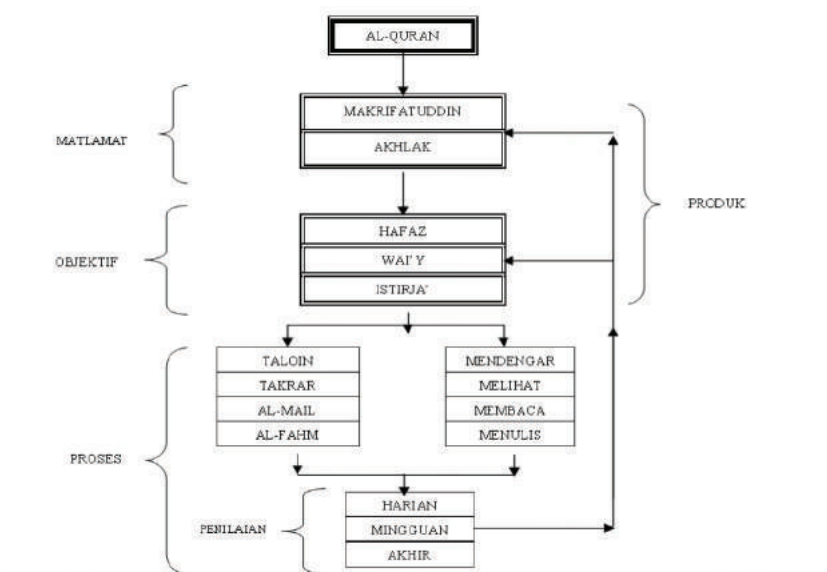 AL-QURAN
MAKRIFATUDDIN
MATLAMAT
AKHLAK
PRODUK
HAFAZ
OBJEKTIF
WAI'Y
ISTIRJA'
TALOIN
MENDENGAR
TAKRAR
MELIHAT
AL-MAIL
MEMBACA
AL-FAHM
MENULIS
PROSES
HARIAN
PENILAIAN
MINGGUAN
AKHIR